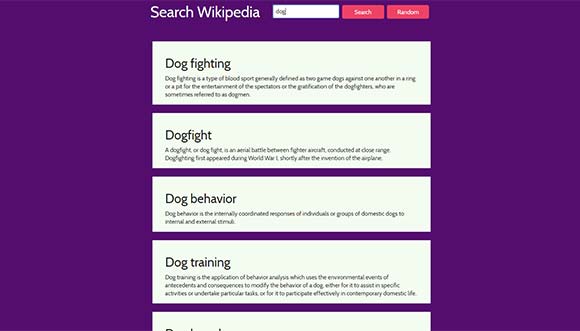 Search Wikipedia
dog
Search
Random
Dog fighting
Dog fighting is a type of blood sport generally defined as two game dogs against one another in a ring
or a pit for the entertainment of the spectators or the gratification of the dogfighters, who are
sometimes referred to as dogmen.
Dogfight
A dogfight, or dog fight, is an aerial battle between fighter aircraft, conducted at close range.
Dogfighting first appeared during World War I, shortly after the invention of the airplane.
Dog behavior
Dog behavior is the internally coordinated responses of individuals or groups of domestic dogs to
internal and external stimuli.
Dog training
Dog training is the application of behavior analysis which uses the environmental events of
antecedents and consequences to modify the behavior of a dog, either for it to assist in specific
activities or undertake particular tasks, or for it to participate effectively in contemporary domestic life.